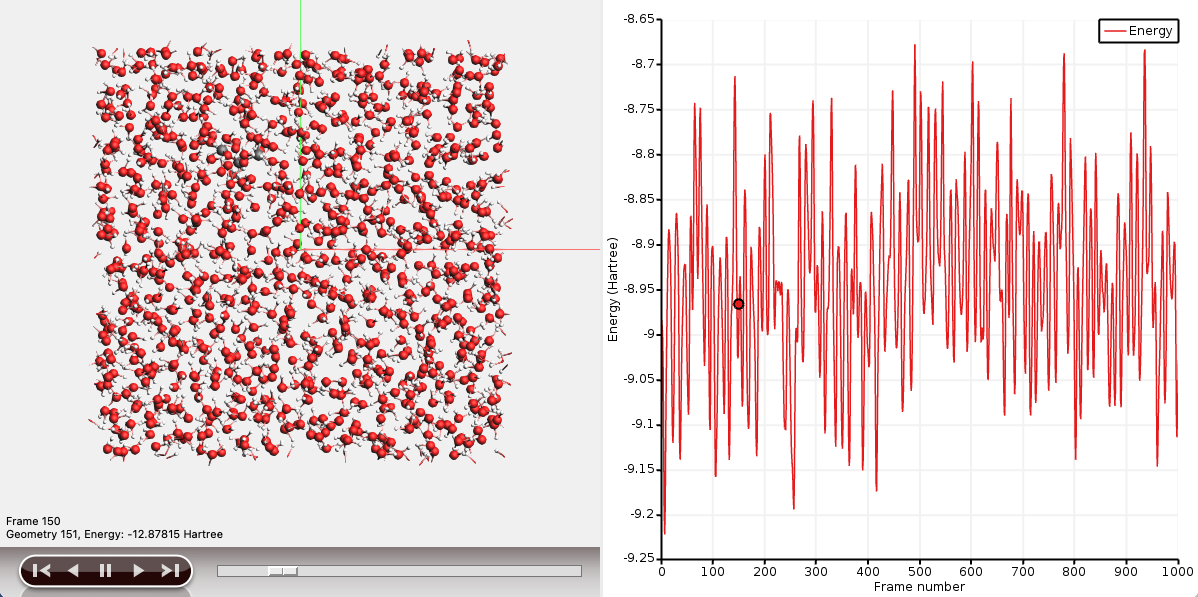 Frame 150
Geometry 151, Energy: -12.87815 Hartree
Energy
Energy (Hartree)
-8.65
-8.7
-8.75
-8.8
-8.85
-8.9
-8.95
-9
-9.05
-9.1
-9.15
-9.2
-9.25
0 100 200 300 400 500 600 700 800 900 1000
Frame number